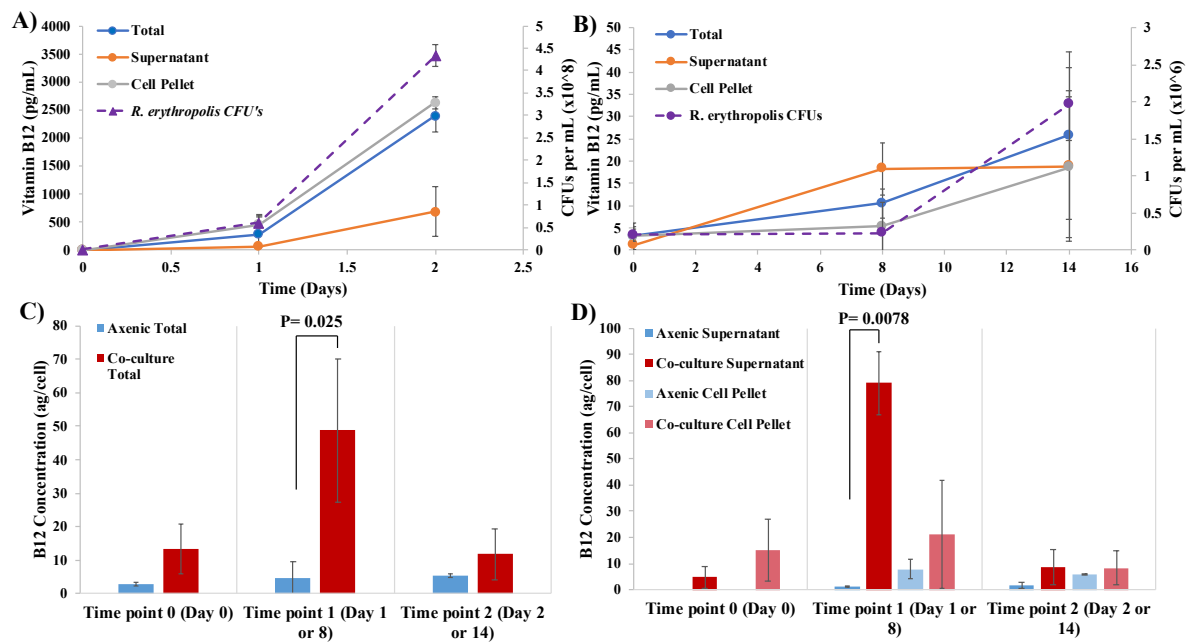 A)
Vitamin B12 (pg/mL)
4000
3500
3000
2500
2000
1500
1000
500
0
Total
Supernatant
Cell Pellet
R. erythropolis CFU's
5
4.5
4
3.5
3
2.5
2
1.5
1
0.5
0
CFUs per mL (x10^8)
0 0.5 1 1.5 2 2.5
Time (Days)
B)
Vitamin B12 (pg/mL)
50
45
40
35
30
25
20
15
10
5
0
Total
Supernatant
Cell Pellet
R. erythropolis CFUs
3
2.5
2
1.5
1
0.5
0
CFUs per mL (x10^6)
0 2 4 6 8 10 12 14 16
Time (Days)
C)
B12 Concentration (ag/cell)
80
70
60
50
40
30
20
10
0
Axenic Total
Co-culture
Total
P= 0.025
Time point 0 (Day 0) Time point 1 (Day 1 Time point 2 (Day 2
or 8) or 14)
D)
B12 Concentration (ag/cell)
100
90
80
70
60
50
40
30
20
10
0
Axenic Supernatant
Co-culture Supernatant
Axenic Cell Pellet
Co-culture Cell Pellet
P= 0.0078
Time point 0 (Day 0) Time point 1 (Day 1 or Time point 2 (Day 2 or
8) 14)